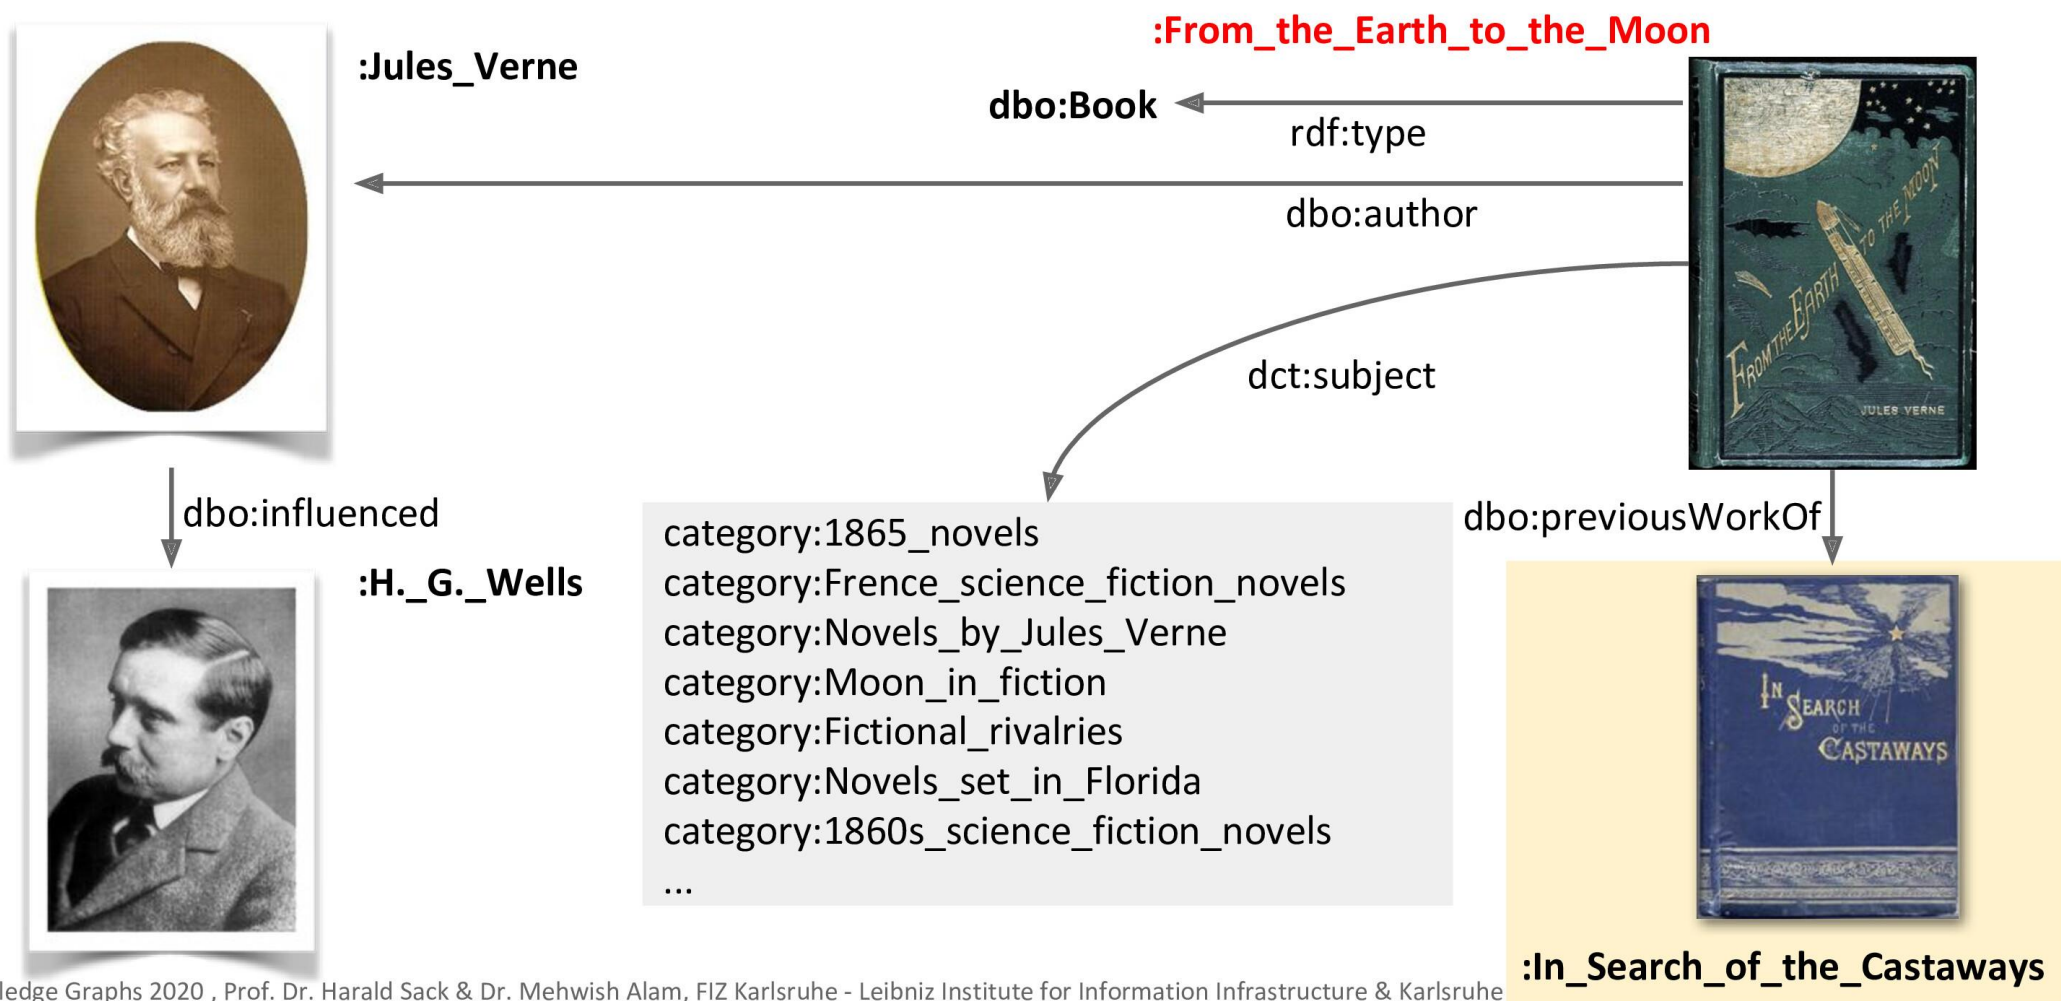 :From_the_Earth_to_the_Moon
:Jules_Verne
dbo:Book
rdf:type
dbo:author
FROM THE EARTH TO THE MOON
JULES VERNE
dct:subject
dbo:influenced
dbo:previousWorkOf
:H._G._Wells
category:1865_novels
category:Frence_science_fiction_novels
category:Novels_by_Jules_Verne
category:Moon_in_fiction
category:Fictional_rivalries
category:Novels_set_in_Florida
category:1860s_science_fiction_novels
...
IN
SEARCH
OF THE
CASTAWAYS
:In_Search_of_the_Castaways
ledge Graphs 2020 , Prof. Dr. Harald Sack & Dr. Mehwish Alam, FIZ Karlsruhe - Leibniz Institute for Information Infrastructure & Karlsruhe